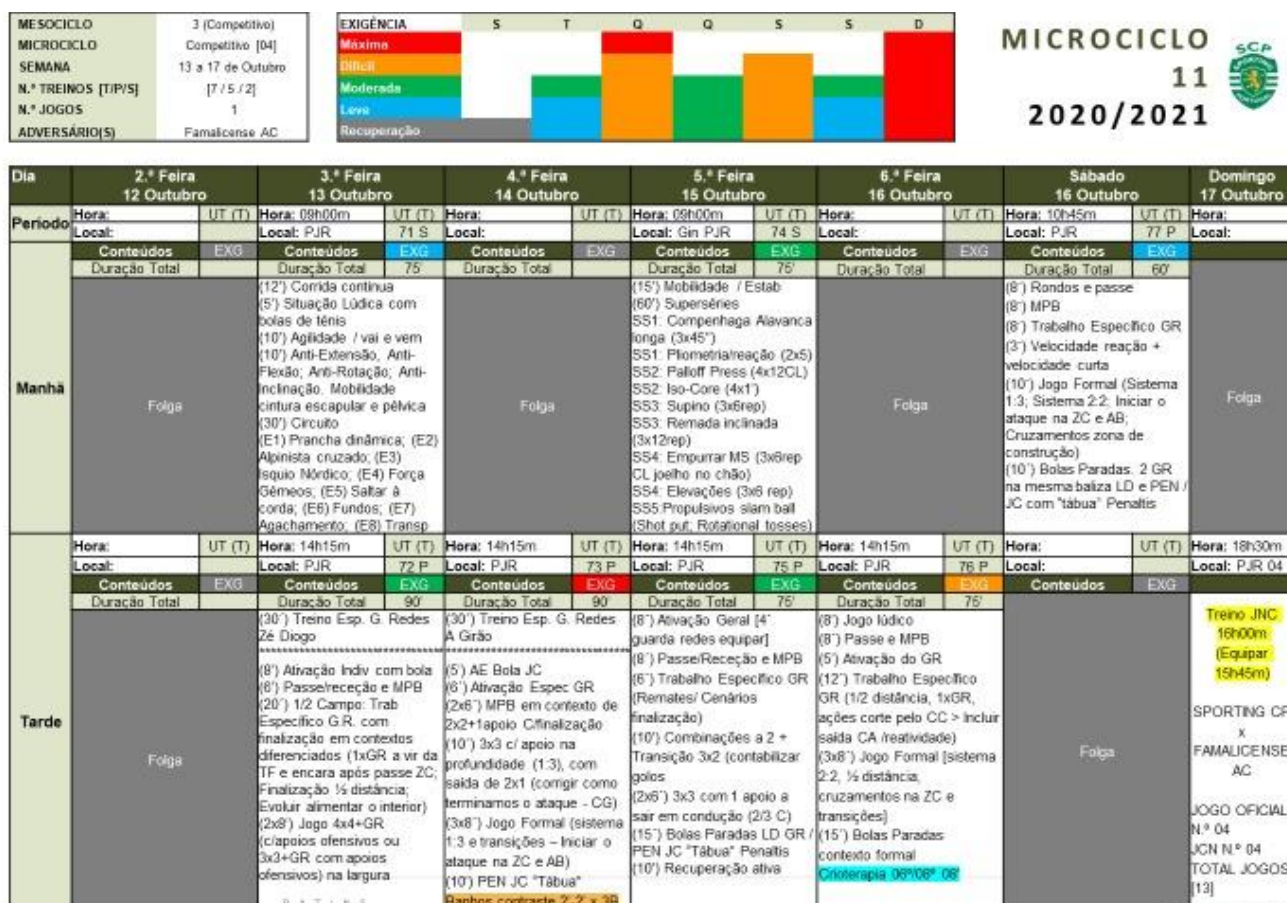 MESOCICLO 3 (Competitivo)
MICROCICLO Competitivo [04]
SEMANA 13 a 17 de Outubro
N.º TREINOS [T/P/S] [7 / 5 / 2]
N.º JOGOS 1
ADVERSÁRIO(S) Famalicense AC
EXIGÊNCIA S T Q Q S S D
Máxima
Difícil
Moderada
Leve
Recuperação
MICROCICLO
11
2020/2021
SCP
SPORTING
PORTUGAL
Dia 2.ª Feira 3.ª Feira 4.ª Feira 5.ª Feira 6.ª Feira Sábado Domingo
12 Outubro 13 Outubro 14 Outubro 15 Outubro 16 Outubro 16 Outubro 17 Outubro
Período
Hora: UT (T) Hora: 09h00m UT (T) Hora: UT (T) Hora: 09h00m UT (T) Hora: UT (T) Hora: 10h45m UT (T) Hora:
Local: Local: PJR 71 S Local: Local: Gin PJR 74 S Local: Local: PJR 77 P Local:
Conteúdos EXG Conteúdos EXG Conteúdos EXG Conteúdos EXG Conteúdos EXG Conteúdos EXG
Duração Total Duração Total 75' Duração Total Duração Total 75' Duração Total Duração Total 60'
Manhã
Folga
(12') Corrida continua
(5') Situação Lúdica com
bolas de ténis
(10') Agilidade / vai e vem
(10') Anti-Extensão, Anti-
Flexão; Anti-Rotação; Anti-
Inclinação. Mobilidade
cintura escapular e pélvica
(30') Circuito
(E1) Prancha dinâmica; (E2)
Alpinista cruzado; (E3)
Isquio Nórdico; (E4) Força
Gémeos; (E5) Saltar à
corda; (E6) Fundos; (E7)
Agachamento; (E8) Transp
Folga
(15') Mobilidade / Estab
(60') Superséries
SS1: Compenhaga Alavanca
longa (3x45")
SS1: Pliometria/reação (2x5)
SS2: Palloff Press (4x12CL)
SS2: Iso-Core (4x1')
SS3: Supino (3x6rep)
SS3: Remada inclinada
(3x12rep)
SS4: Empurrar MS (3x6rep
CL joelho no chão)
SS4: Elevações (3x6 rep)
SS5:Propulsivos slam ball
(Shot put; Rotational tosses)
Folga
(8´) Rondos e passe
(8´) MPB
(8´) Trabalho Específico GR
(3´) Velocidade reação +
velocidade curta
(10´) Jogo Formal (Sistema
1:3; Sistema 2:2; Iniciar o
ataque na ZC e AB;
Cruzamentos zona de
construção)
(10´) Bolas Paradas. 2 GR
na mesma baliza LD e PEN /
JC com "tábua" Penaltis
Folga
Hora: UT (T) Hora: 14h15m UT (T) Hora: 14h15m UT (T) Hora: 14h15m UT (T) Hora: 14h15m UT (T) Hora: UT (T) Hora: 18h30m
Local: Local: PJR 72 P Local: PJR 73 P Local: PJR 75 P Local: PJR 76 P Local: Local: PJR 04
Conteúdos EXG Conteúdos EXG Conteúdos EXG Conteúdos EXG Conteúdos EXG Conteúdos EXG
Duração Total Duração Total 90' Duração Total 90' Duração Total 75' Duração Total 75'
Tarde
Folga
(30´) Treino Esp. G. Redes
Zé Diogo
(8') Ativação Indiv com bola
(6') Passe/receção e MPB
(20´) 1/2 Campo: Trab
Específico G.R. com
finalização em contextos
diferenciados (1xGR a vir da
TF e encara após passe ZC;
Finalização ½ distância;
Evoluir alimentar o interior)
(2x8') Jogo 4x4+GR
(c/apoios ofensivos ou
3x3+GR com apoios
ofensivos) na largura
(30´) Treino Esp. G. Redes
A Girão
(5´) AE Bola JC
(6´) Ativação Espec GR
(2x6´) MPB em contexto de
2x2+1apoio C/finalização
(10´) 3x3 c/ apoio na
profundidade (1:3), com
saída de 2x1 (corrigir como
terminamos o ataque - CG)
(3x8´) Jogo Formal (sistema
1:3 e transições – Iniciar o
ataque na ZC e AB)
(10´) PEN JC "Tábua"
Banhos contraste 2' 2' x 3R
(8´) Ativação Geral [4´
guarda redes equipar]
(8´) Passe/Receção e MPB
(6´) Trabalho Específico GR
(Remates/ Cenários
finalização)
(10') Combinações a 2 +
Transição 3x2 (contabilizar
golos
(2x6´) 3x3 com 1 apoio a
sair em condução (2/3 C)
(15´) Bolas Paradas LD GR /
PEN JC "Tábua" Penaltis
(10') Recuperação ativa
(8´) Jogo lúdico
(8´) Passe e MPB
(5´) Ativação do GR
(12´) Trabalho Específico
GR (1/2 distância, 1xGR,
ações corte pelo CC > Incluir
saída CA /reatividade)
(3x8´) Jogo Formal [sistema
2:2, ½ distância;
cruzamentos na ZC e
transições]
(15´) Bolas Paradas
contexto formal
Crioterapia 06º/08º 08'
Folga
Treino JNC
16h00m
(Equipar
15h45m)
SPORTING CP
x
FAMALICENSE
AC
JOGO OFICIAL
N.º 04
JCN N.º 04
TOTAL JOGOS
[13]